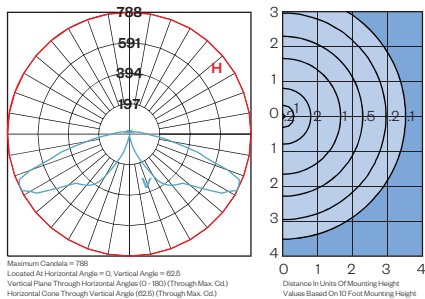 788
591
394
197
H
V
Maximum Candela = 788
Located At Horizontal Angle = 0, Vertical Angle = 62.5
Vertical Plane Through Horizontal Angles (0 - 180) (Through Max. Cd.)
Horizontal Cone Through Vertical Angle (62.5) (Through Max. Cd.)
3
2
1
0
1
2
3
4
2 1 2 1 .5 .2 .1
0 1 2 3 4
Distance In Units Of Mounting Height
Values Based On 10 Foot Mounting Height